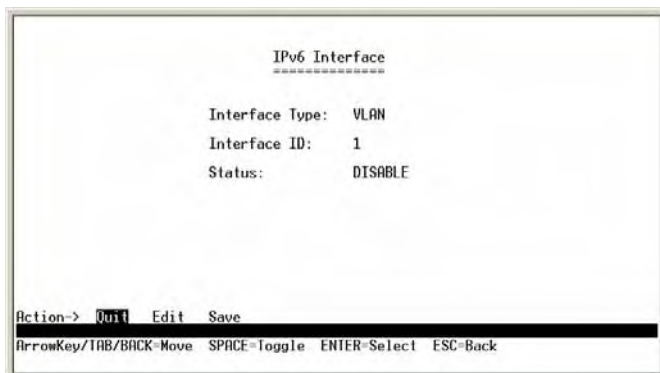 IPv6 Interface
===============
Interface Type: VLAN
Interface ID: 1
Status: DISABLE
Action-> Quit Edit Save
ArrowKey/TAB/BACK=Move SPACE=Toggle ENTER=Select ESC=Back